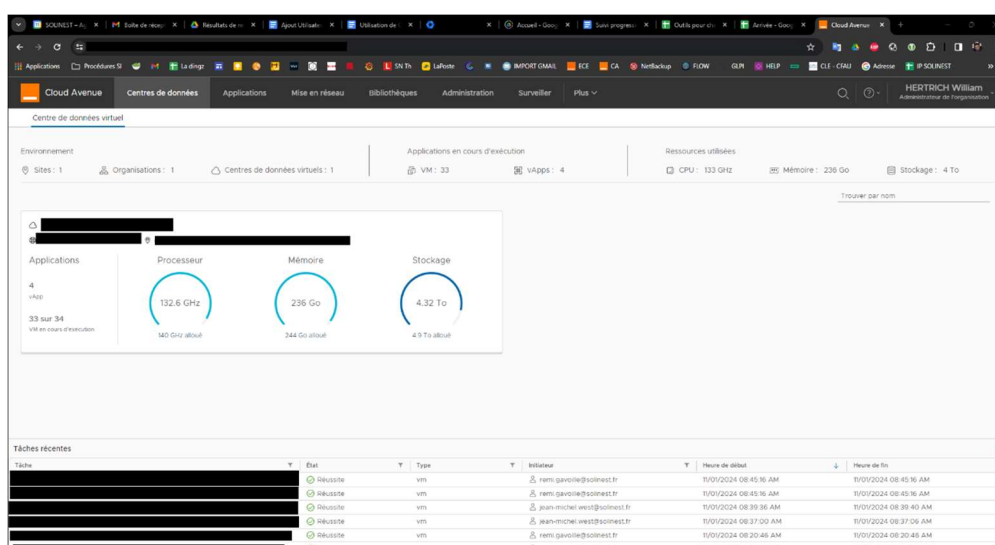 SOLINEST – Ap
Boîte de récep
Résultats de re
Ajout Utilisate
Utilisation de l
Accueil - Goog
Suivi progress
Outils pour ch
Arrivée - Goog
Cloud Avenue
Applications
Procédures SI
La dingz
SN Th
LaPoste
IMPORT GMAIL
ECE
CA
NetBackup
FLOW
GLPI
HELP
CLE - CFAU
Adresse
IP SOLINEST
Cloud Avenue
Centres de données
Applications
Mise en réseau
Bibliothèques
Administration
Surveiller
Plus
HERTRICH William
Administrateur de l'organisation
Centre de données virtuel
Environnement
Applications en cours d'exécution
Ressources utilisées
Sites : 1
Organisations : 1
Centres de données virtuels : 1
VM : 33
vApps : 4
CPU : 133 GHz
Mémoire : 236 Go
Stockage : 4 To
Trouver par nom
Applications
Processeur
Mémoire
Stockage
4
vApp
33 sur 34
VM en cours d'exécution
132.6 GHz
140 GHz alloué
236 Go
244 Go alloué
4.32 To
4.9 To alloué
Tâches récentes
Tâche État Type Initiateur Heure de début Heure de fin
Réussite vm remi.gavoille@solinest.fr 11/01/2024 08:45:16 AM 11/01/2024 08:45:16 AM
Réussite vm remi.gavoille@solinest.fr 11/01/2024 08:45:16 AM 11/01/2024 08:45:16 AM
Réussite vm jean-michel.west@solinest.fr 11/01/2024 08:39:36 AM 11/01/2024 08:39:40 AM
Réussite vm jean-michel.west@solinest.fr 11/01/2024 08:37:00 AM 11/01/2024 08:37:06 AM
Réussite vm remi.gavoille@solinest.fr 11/01/2024 08:20:46 AM 11/01/2024 08:20:48 AM